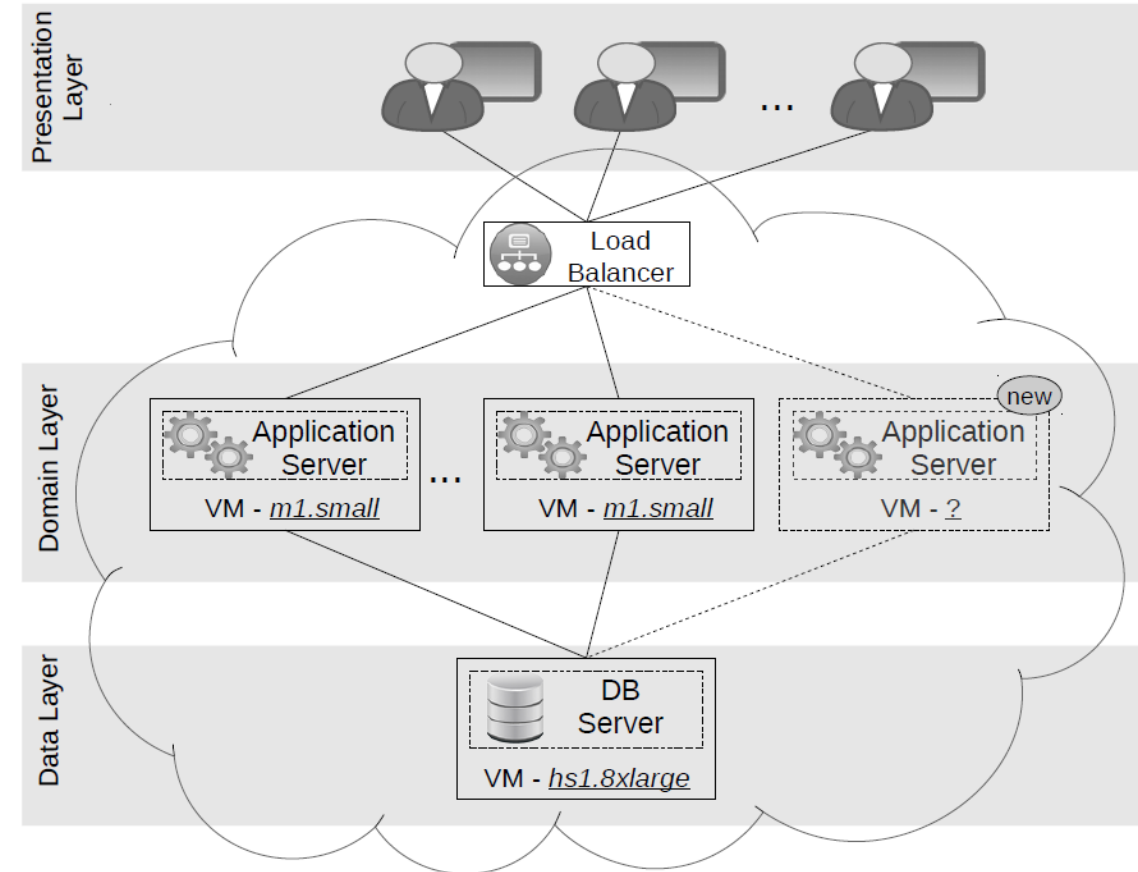 Presentation
Layer
...
Load
Balancer
Domain Layer
new
Application
Server
VM - m1.small
...
Application
Server
VM - m1.small
Application
Server
VM - ?
Data Layer
DB
Server
VM - hs1.8xlarge